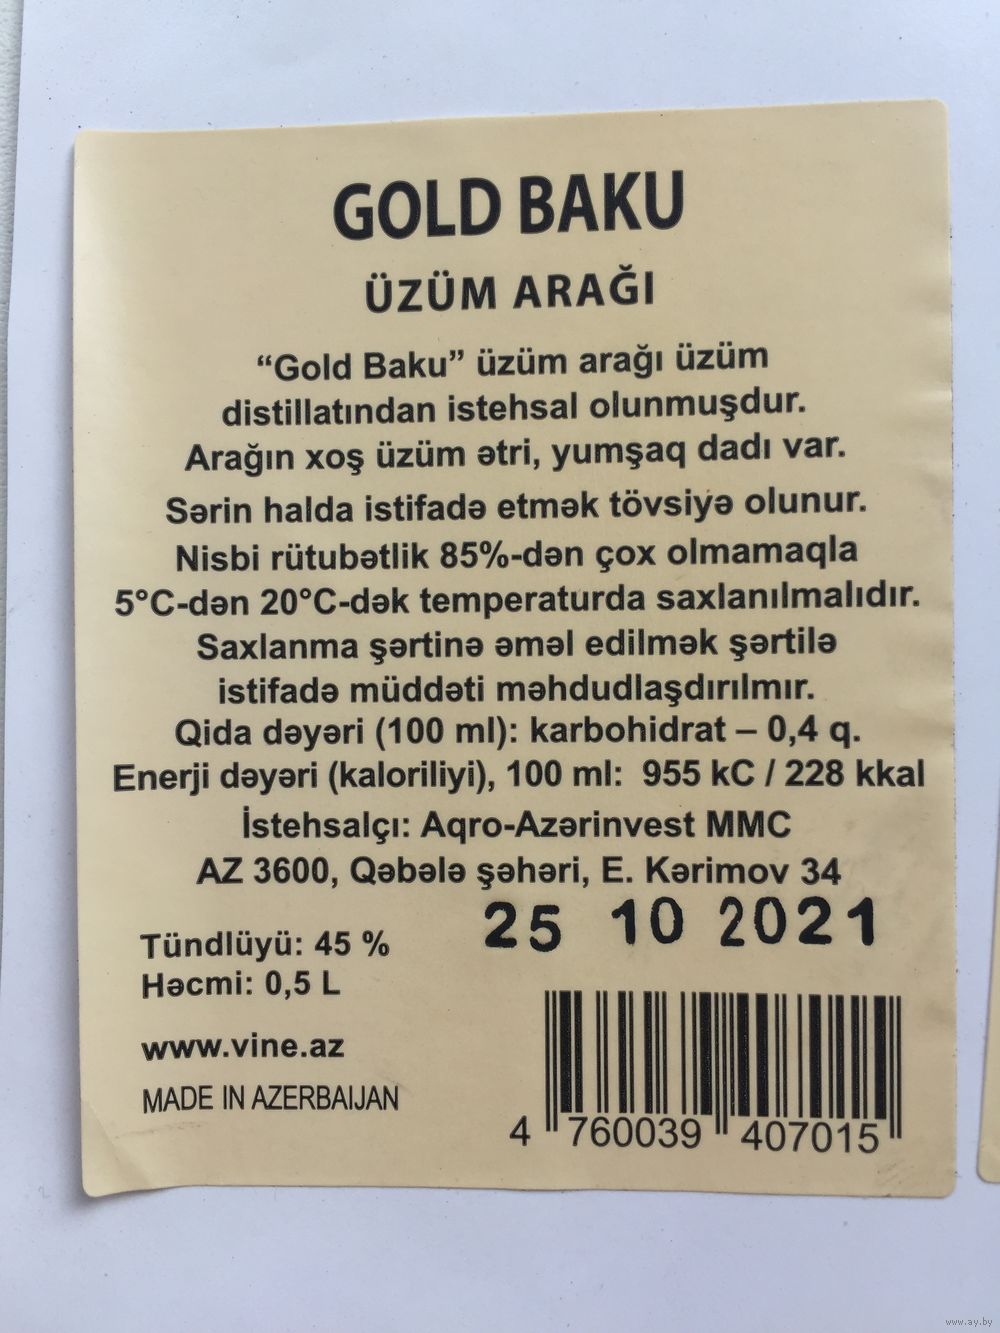 GOLD BAKU
ÜZÜM ARAĞI
“Gold Baku” üzüm arağı üzüm
distillatından istehsal olunmuşdur.
Arağın xoş üzüm ətri, yumşaq dadı var.
Sərin halda istifadə etmək tövsiyə olunur.
Nisbi rütubətlik 85%-dən çox olmamaqla
5°C-dən 20°C-dək temperaturda saxlanılmalıdır.
Saxlanma şərtinə əməl edilmək şərtilə
istifadə müddəti məhdudlaşdırılmır.
Qida dəyəri (100 ml): karbohidrat – 0,4 q.
Enerji dəyəri (kaloriliyi), 100 ml: 955 kC / 228 kkal
İstehsalçı: Aqro-Azərinvest MMC
AZ 3600, Qəbələ şəhəri, E. Kərimov 34
25 10 2021
Tündlüyü: 45 %
Həcmi: 0,5 L
www.vine.az
MADE IN AZERBAIJAN
4 760039 407015
www.ay.by